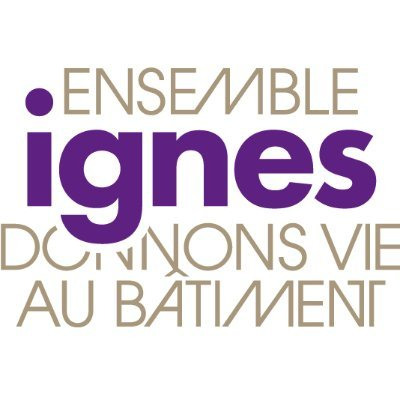 ENSEMBLE
ignes
DONNONS VIE
AU BÂTIMENT